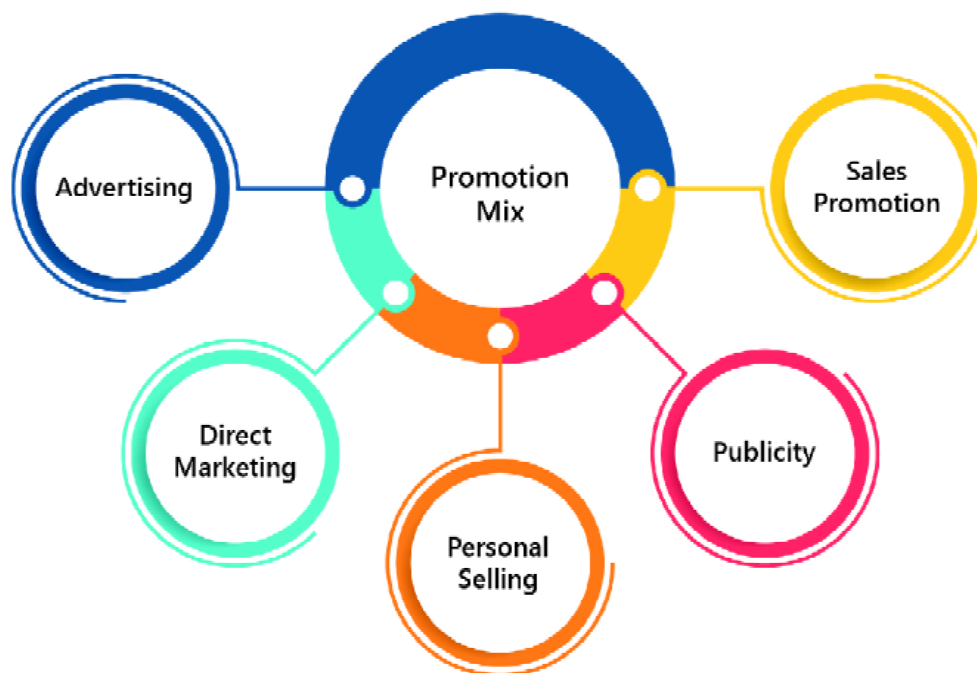 Promotion
Mix
Advertising
Direct
Marketing
Personal
Selling
Publicity
Sales
Promotion